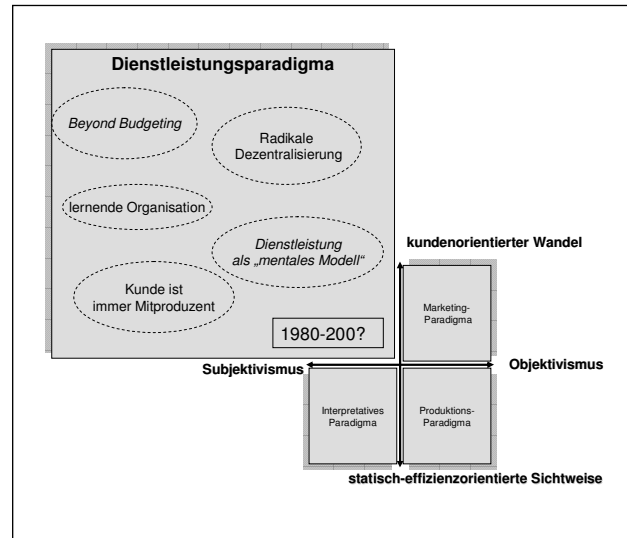 Dienstleistungsparadigma
Beyond Budgeting
Radikale
Dezentralisierung
lernende Organisation
Dienstleistung
als „mentales Modell“
Kunde ist
immer Mitproduzent
1980-200?
kundenorientierter Wandel
Marketing-
Paradigma
Subjektivismus
Objektivismus
Interpretatives
Paradigma
Produktions-
Paradigma
statisch-effizienzorientierte Sichtweise